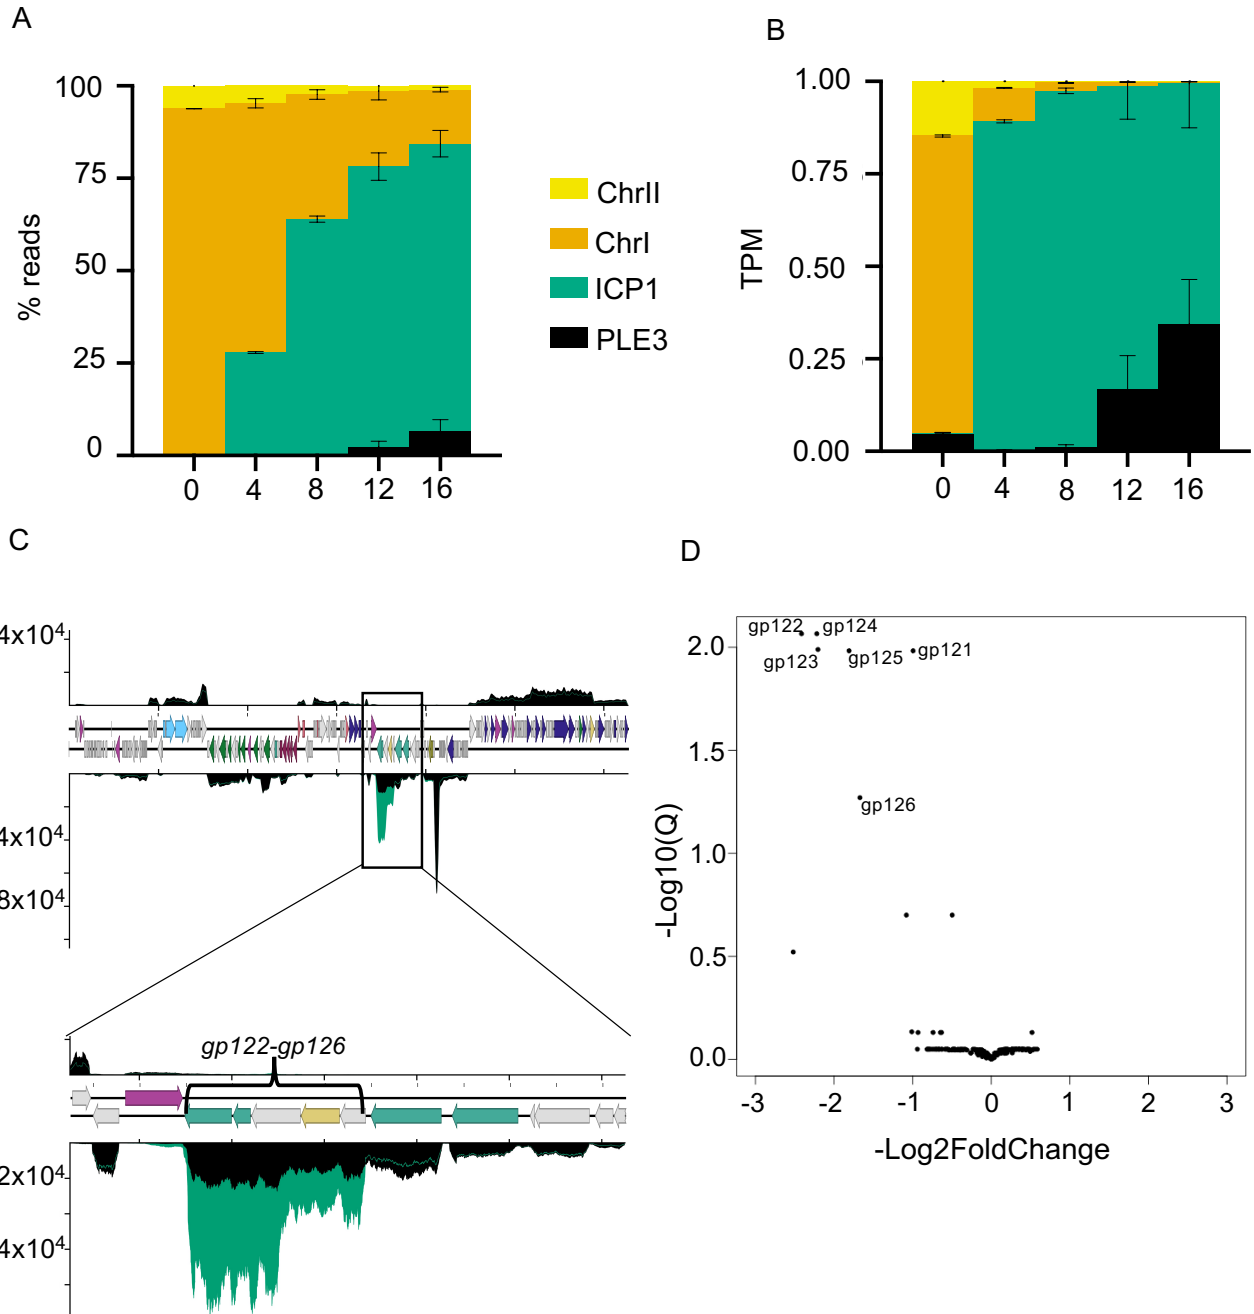 A
B
100
75
50
25
0
% reads
0 4 8 12 16
ChrII
ChrI
ICP1
PLE3
1.00
0.75
0.50
0.25
0.00
TPM
0 4 8 12 16
C
D
4x10⁴
4x10⁴
8x10⁴
gp122-gp126
2x10⁴
4x10⁴
gp122 gp124
gp123 gp125 gp121
gp126
2.0
1.5
1.0
0.5
0.0
-Log10(Q)
-3 -2 -1 0 1 2 3
-Log2FoldChange